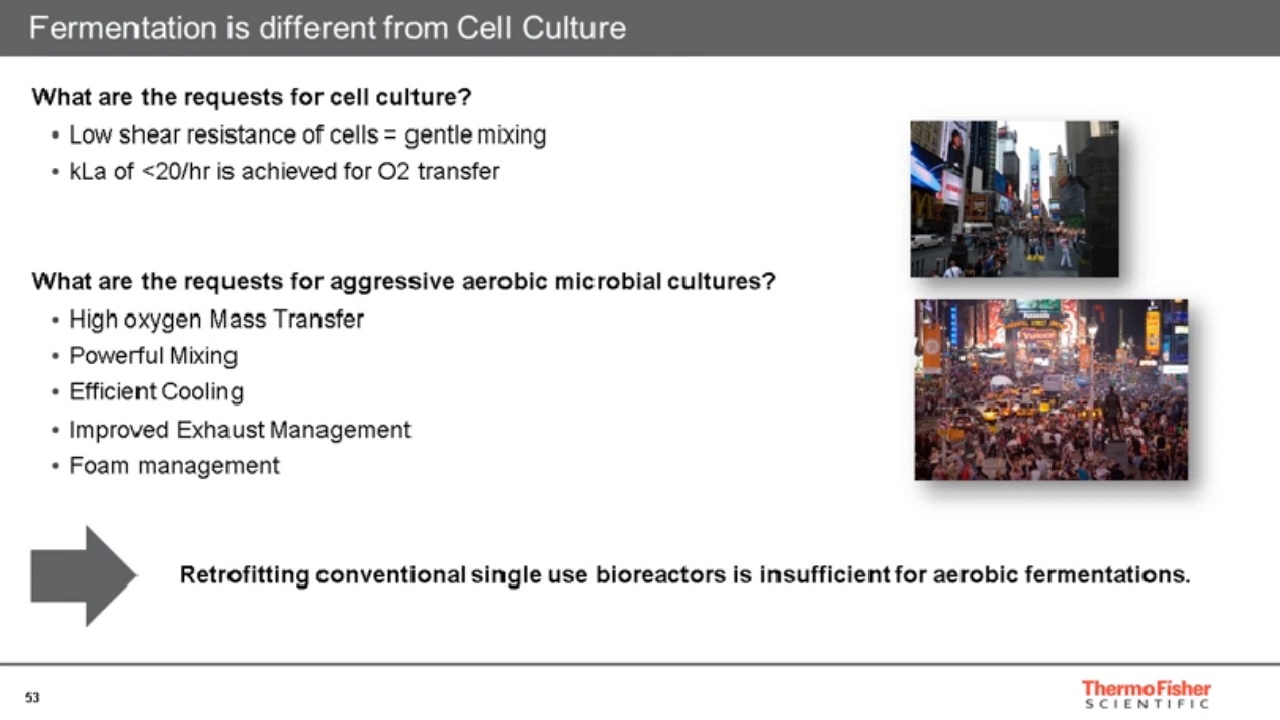 Fermentation is different from Cell Culture
What are the requests for cell culture?
• Low shear resistance of cells = gentle mixing
• kLa of <20/hr is achieved for O2 transfer
What are the requests for aggressive aerobic microbial cultures?
• High oxygen Mass Transfer
• Powerful Mixing
• Efficient Cooling
• Improved Exhaust Management
• Foam management
Retrofitting conventional single use bioreactors is insufficient for aerobic fermentations.
53
ThermoFisher
SCIENTIFIC